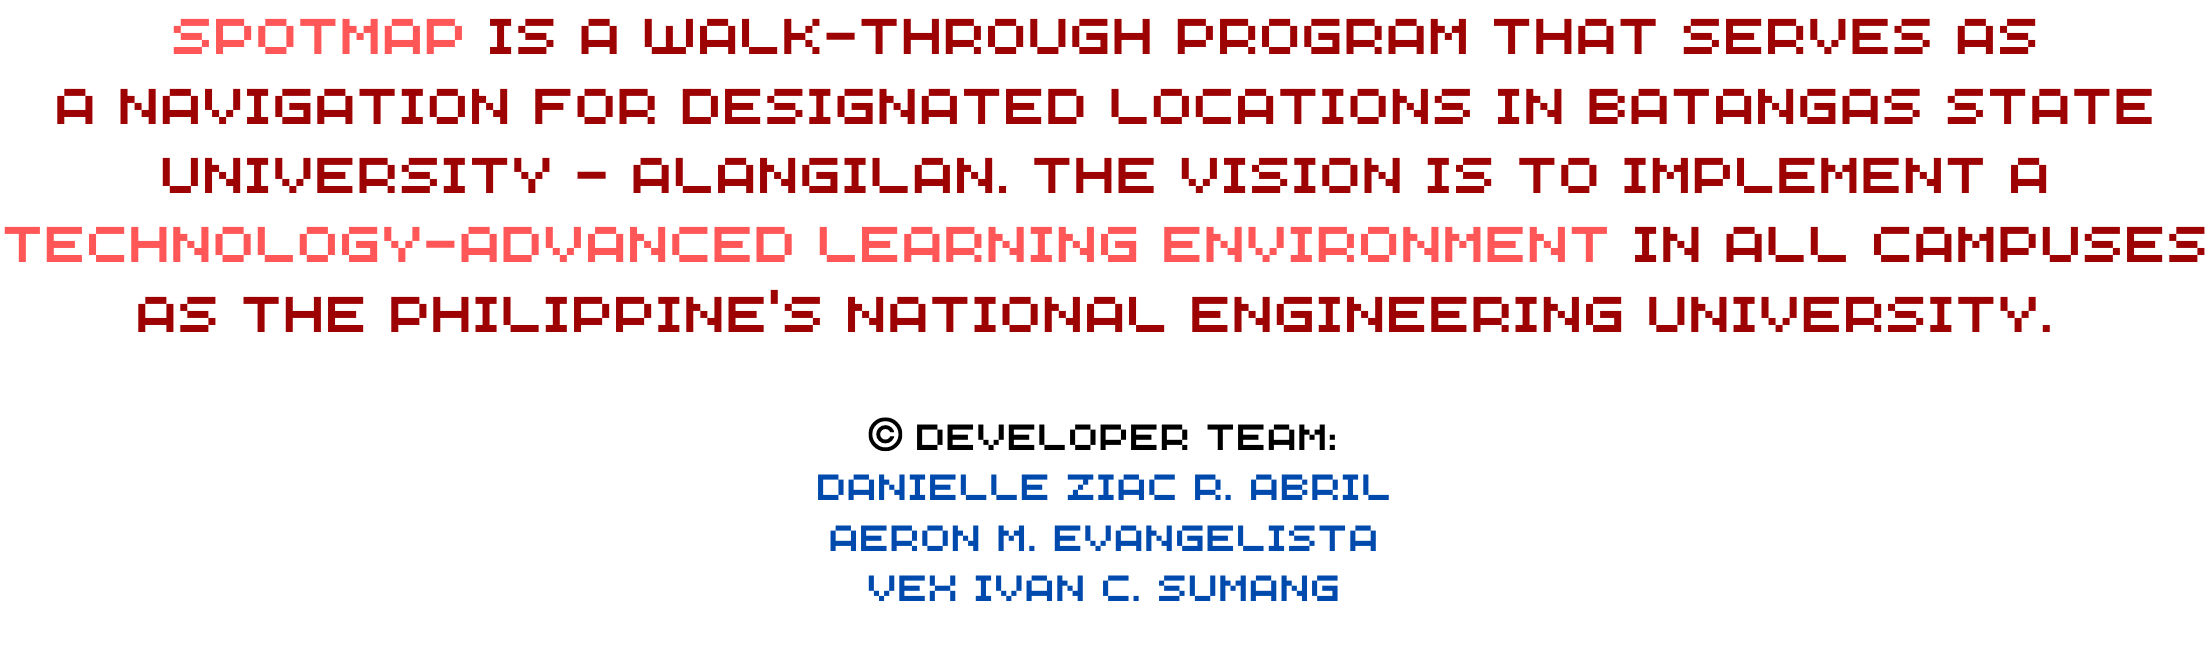 SPOTMAP IS A WALK-THROUGH PROGRAM THAT SERVES AS
A NAVIGATION FOR DESIGNATED LOCATIONS IN BATANGAS STATE
UNIVERSITY - ALANGILAN. THE VISION IS TO IMPLEMENT A
TECHNOLOGY-ADVANCED LEARNING ENVIRONMENT IN ALL CAMPUSES
AS THE PHILIPPINE'S NATIONAL ENGINEERING UNIVERSITY.
© DEVELOPER TEAM:
DANIELLE ZIAC R. ABRIL
AERON M. EVANGELISTA
VEX IVAN C. SUMANG